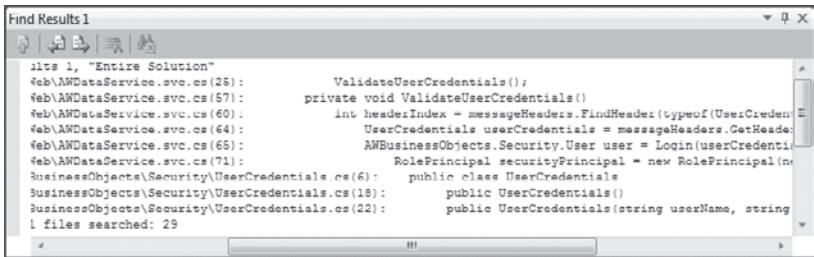 Find Results 1
ults 1, "Entire Solution"
Web\AWDataService.svc.cs(25): ValidateUserCredentials();
Web\AWDataService.svc.cs(57): private void ValidateUserCredentials()
Web\AWDataService.svc.cs(60): int headerIndex = messageHeaders.FindHeader(typeof(UserCreden
Web\AWDataService.svc.cs(64): UserCredentials userCredentials = messageHeaders.GetHeade
Web\AWDataService.svc.cs(65): AWBusinessObjects.Security.User user = Login(userCredentia
Web\AWDataService.svc.cs(71): RolePrincipal securityPrincipal = new RolePrincipal(ne
BusinessObjects\Security\UserCredentials.cs(6): public class UserCredentials
BusinessObjects\Security\UserCredentials.cs(18): public UserCredentials()
BusinessObjects\Security\UserCredentials.cs(22): public UserCredentials(string userName, string
l files searched: 29